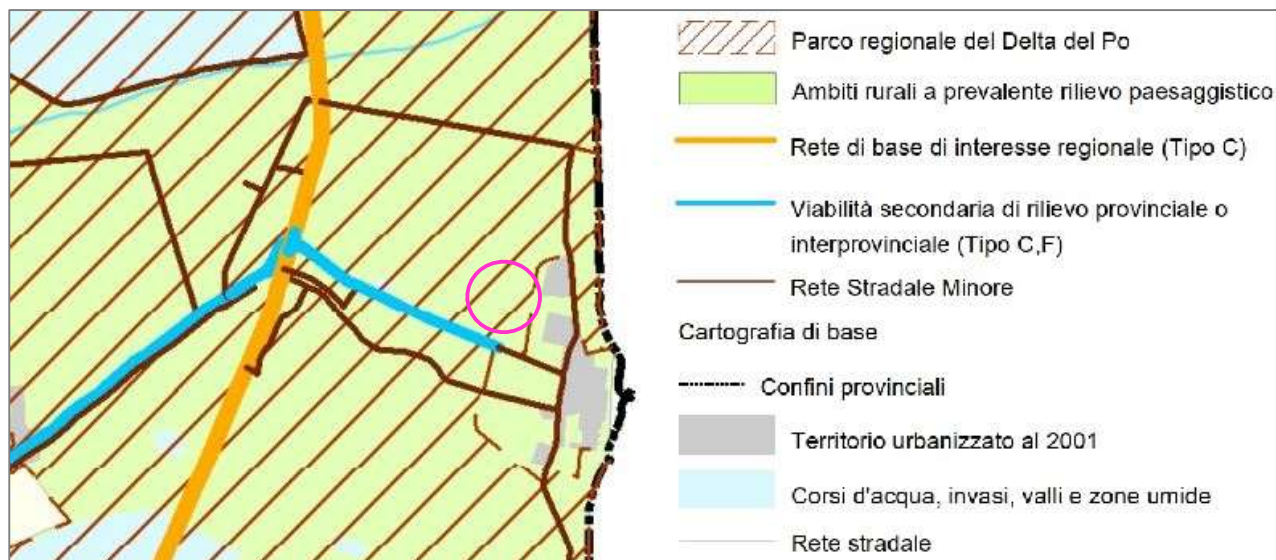 Parco regionale del Delta del Po
Ambiti rurali a prevalente rilievo paesaggistico
Rete di base di interesse regionale (Tipo C)
Viabilità secondaria di rilievo provinciale o
interprovinciale (Tipo C,F)
Rete Stradale Minore
Cartografia di base
Confini provinciali
Territorio urbanizzato al 2001
Corsi d'acqua, invasi, valli e zone umide
Rete stradale